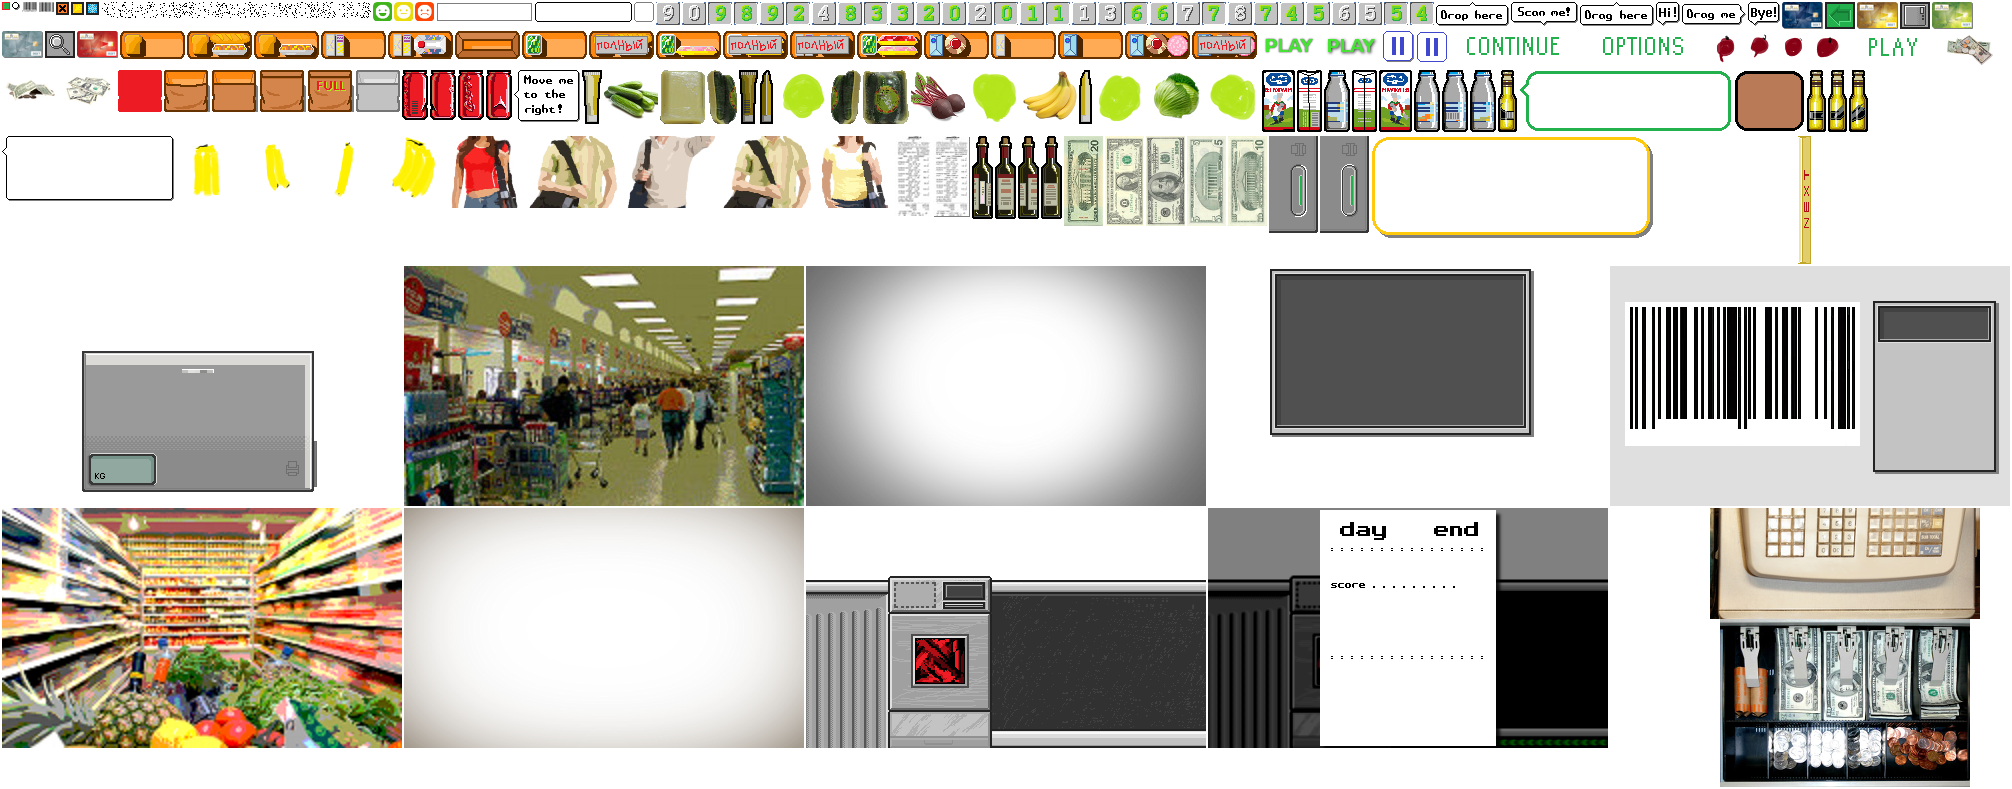 9 0 9 8 9 2 4 8 3 3 2 0 2 0 1 1 1 3 6 6 7 7 8 7 4 5 6 5 5 4
Drop here
Scan me!
Drag here
Hi!
Drag me
Bye!
ПОЛНЫЙ
ПОЛНЫЙ
ПОЛНЫЙ
ПОЛНЫЙ
PLAY
PLAY
CONTINUE
OPTIONS
PLAY
FULL
Move me
to the
right!
20
5
10
NEXT
KG
day end
score . . . . . . . . .